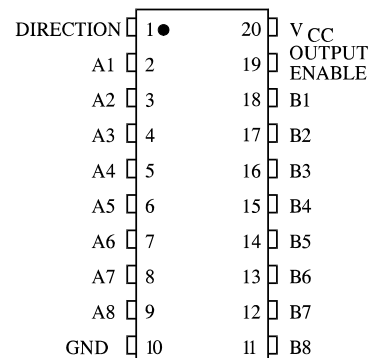 DIRECTION 1 20 VCC
A1 2 19 OUTPUT ENABLE
A2 3 18 B1
A3 4 17 B2
A4 5 16 B3
A5 6 15 B4
A6 7 14 B5
A7 8 13 B6
A8 9 12 B7
GND 10 11 B8